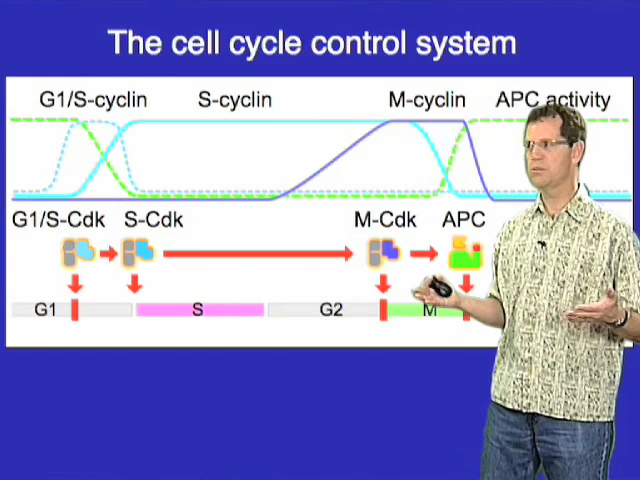 The cell cycle control system
G1/S-cyclin S-cyclin M-cyclin APC activity
G1/S-Cdk S-Cdk M-Cdk APC
G1 S G2 M